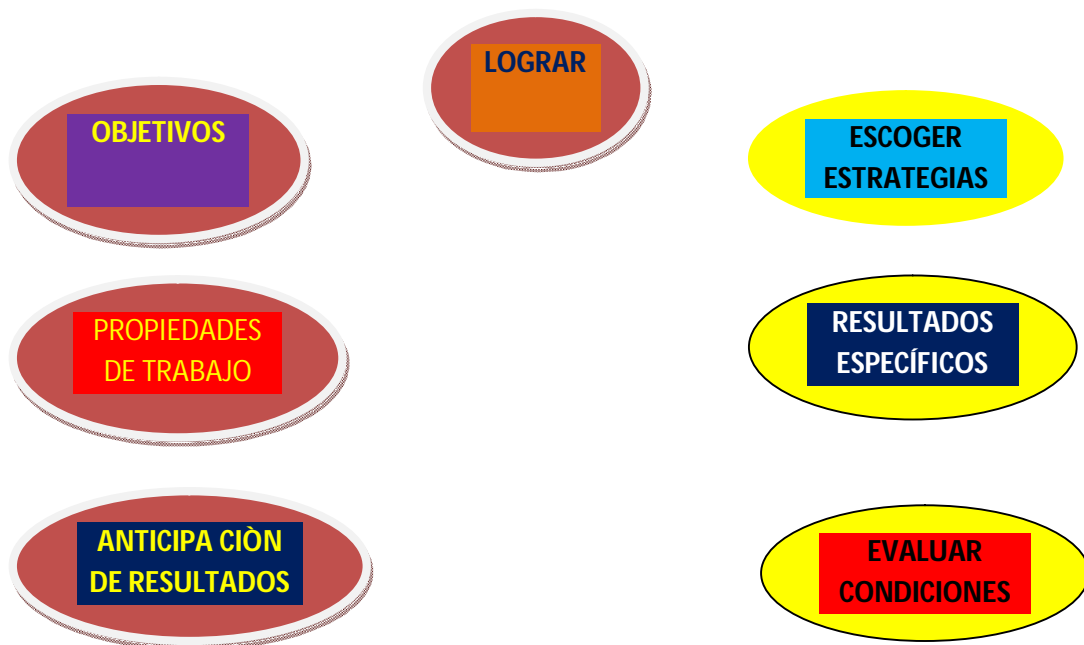 LOGRAR
OBJETIVOS
ESCOGER
ESTRATEGIAS
PROPIEDADES
DE TRABAJO
RESULTADOS
ESPECÍFICOS
ANTICIPA CIÒN
DE RESULTADOS
EVALUAR
CONDICIONES